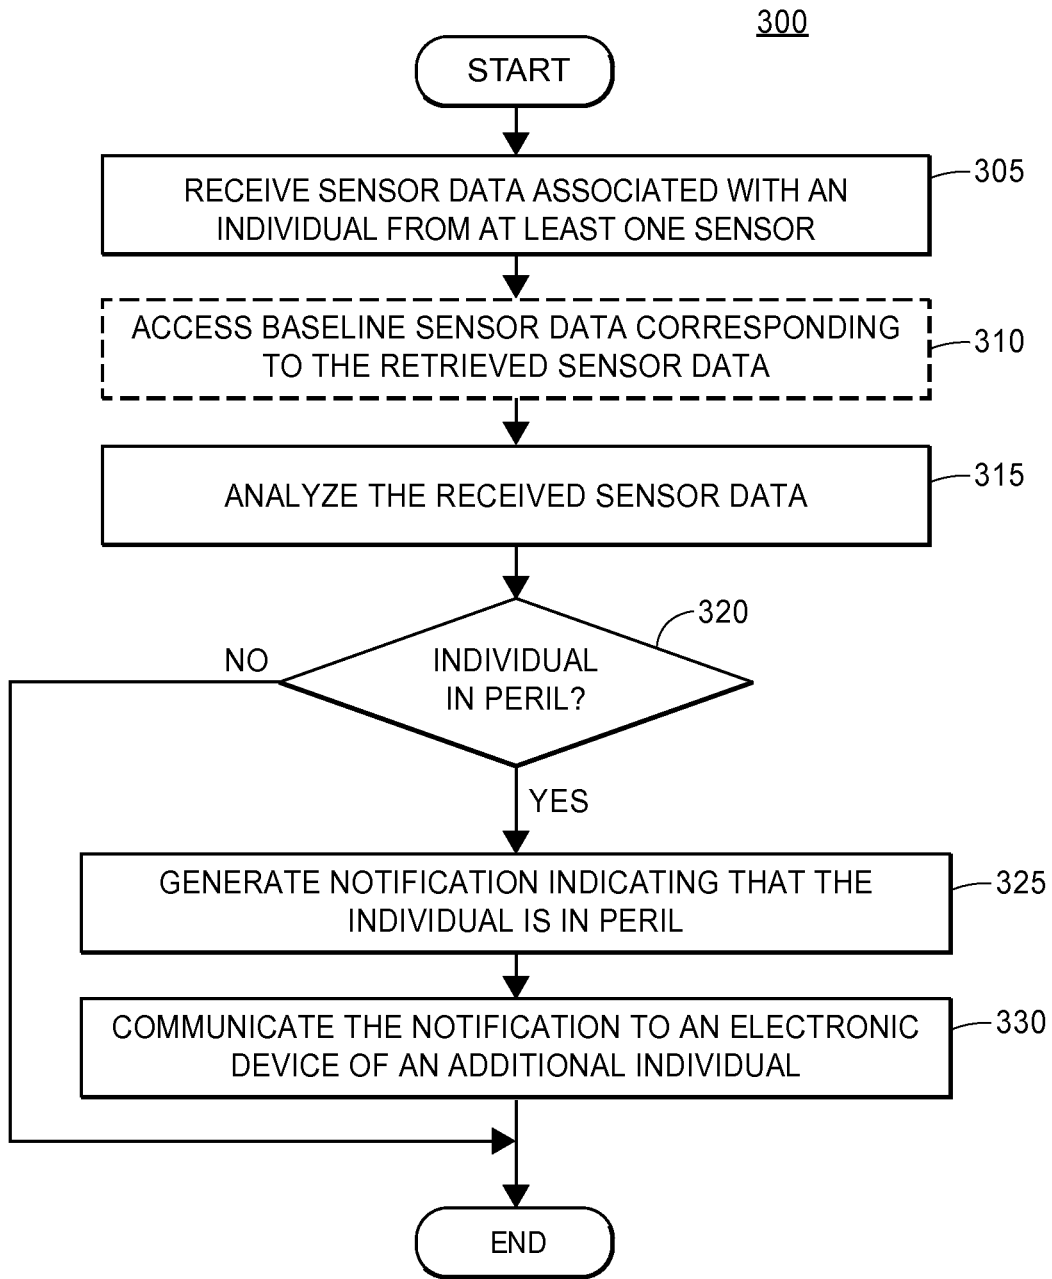 300
START
RECEIVE SENSOR DATA ASSOCIATED WITH AN
INDIVIDUAL FROM AT LEAST ONE SENSOR
305
ACCESS BASELINE SENSOR DATA CORRESPONDING
TO THE RETRIEVED SENSOR DATA
310
ANALYZE THE RECEIVED SENSOR DATA
315
320
INDIVIDUAL
IN PERIL?
NO
YES
GENERATE NOTIFICATION INDICATING THAT THE
INDIVIDUAL IS IN PERIL
325
COMMUNICATE THE NOTIFICATION TO AN ELECTRONIC
DEVICE OF AN ADDITIONAL INDIVIDUAL
330
END